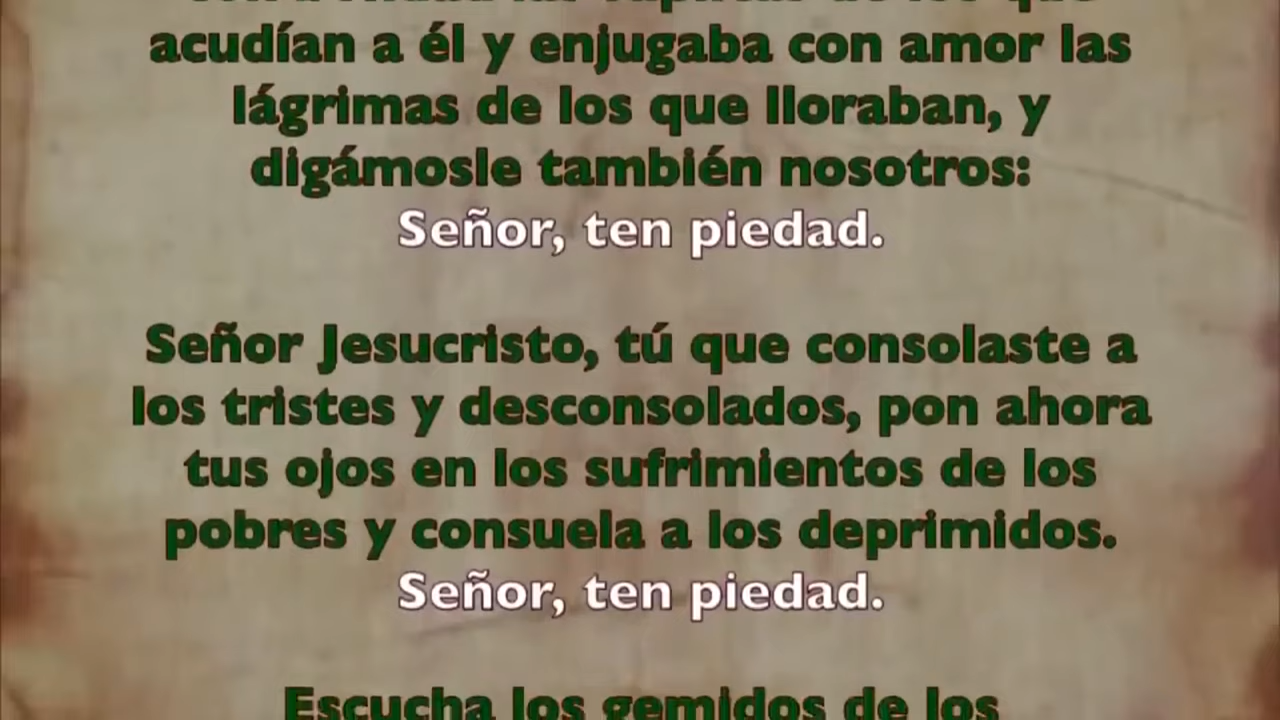 acudían a él y enjugaba con amor las
lágrimas de los que lloraban, y
digámosle también nosotros:
Señor, ten piedad.
Señor Jesucristo, tú que consolaste a
los tristes y desconsolados, pon ahora
tus ojos en los sufrimientos de los
pobres y consuela a los deprimidos.
Señor, ten piedad.
Escucha los gemidos de los